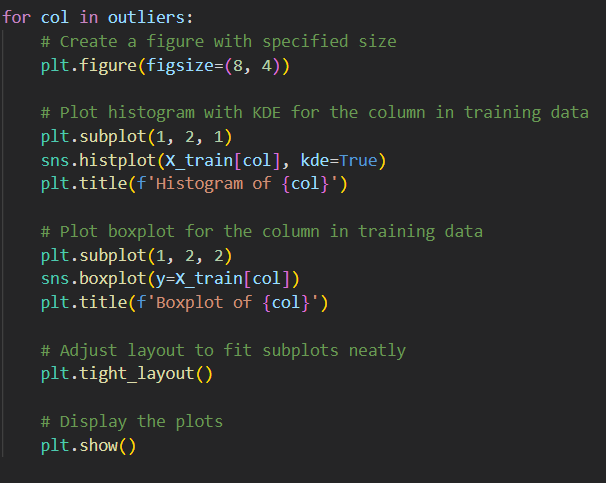 for col in outliers:
    # Create a figure with specified size
    plt.figure(figsize=(8, 4))

    # Plot histogram with KDE for the column in training data
    plt.subplot(1, 2, 1)
    sns.histplot(X_train[col], kde=True)
    plt.title(f'Histogram of {col}')

    # Plot boxplot for the column in training data
    plt.subplot(1, 2, 2)
    sns.boxplot(y=X_train[col])
    plt.title(f'Boxplot of {col}')

    # Adjust layout to fit subplots neatly
    plt.tight_layout()

    # Display the plots
    plt.show()